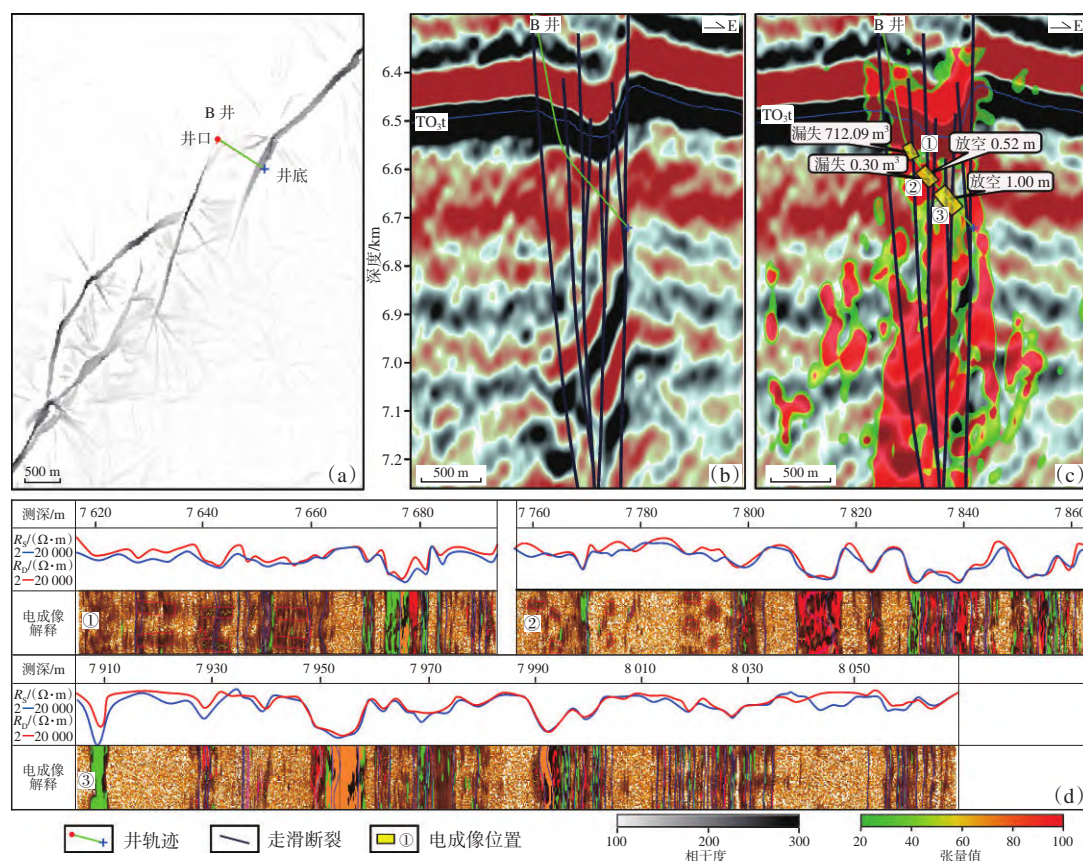 B 井
井口
井底
500 m
(a)
B 井
E
6.4
TO₃t
6.5
6.6
6.7
6.8
6.9
7.0
7.1
7.2
深度/km
500 m
(b)
B 井
E
TO₃t
漏失 712.09 m³
①
放空 0.52 m
漏失 0.30 m³
②
放空 1.00 m
③
500 m
(c)
测深/m 7 620 7 640 7 660 7 680 7 760 7 780 7 800 7 820 7 840 7 860
Rₛ/(Ω·m)
2—20 000
R_D/(Ω·m)
2—20 000
电成像
解释
①
②
测深/m 7 910 7 930 7 950 7 970 7 990 8 010 8 030 8 050
Rₛ/(Ω·m)
2—20 000
R_D/(Ω·m)
2—20 000
电成像
解释
③
(d)
井轨迹 走滑断裂 ① 电成像位置
100 200 300
相干度
20 40 60 80 100
张量值